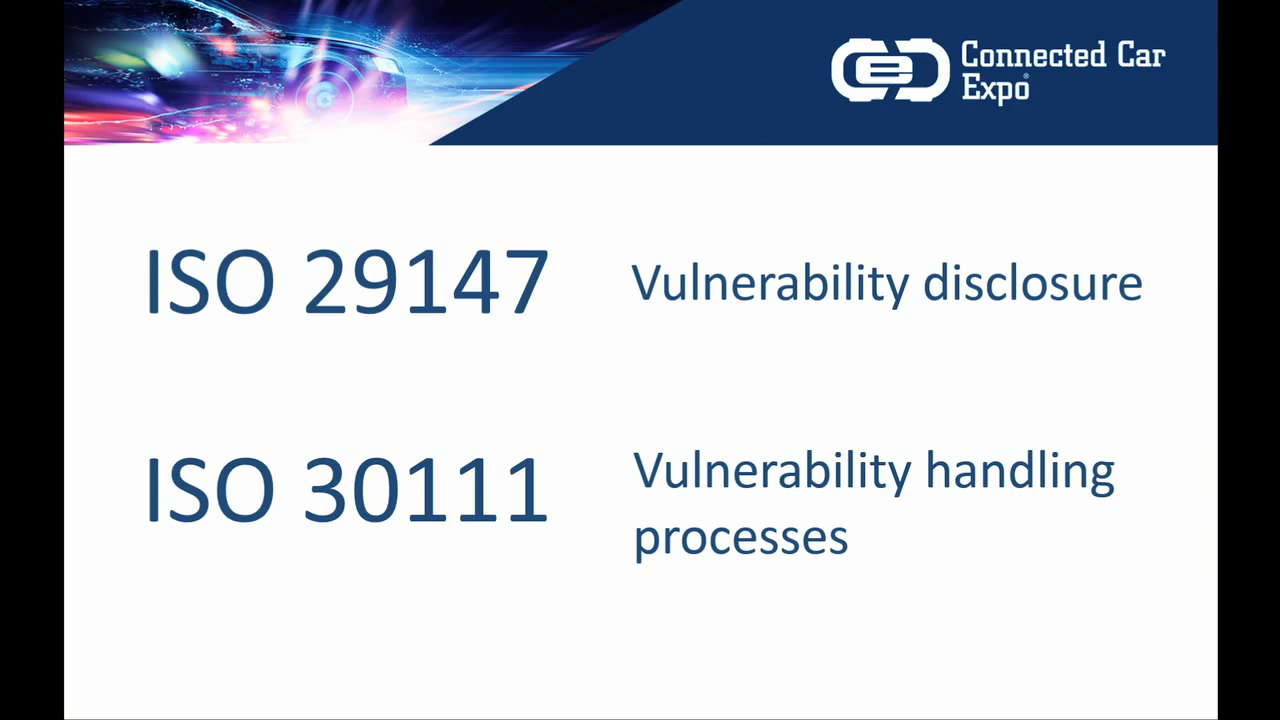 Connected Car
Expo®
ISO 29147
Vulnerability disclosure
ISO 30111
Vulnerability handling
processes